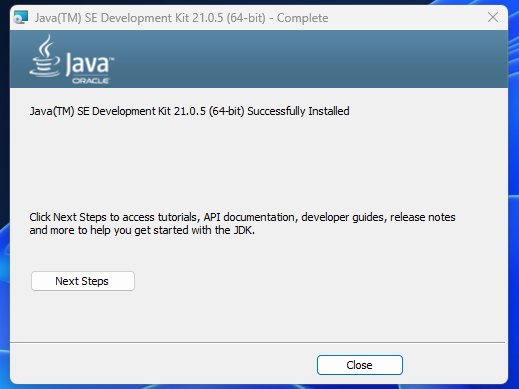 Java(TM) SE Development Kit 21.0.5 (64-bit) - Complete
Java™
ORACLE
Java(TM) SE Development Kit 21.0.5 (64-bit) Successfully Installed
Click Next Steps to access tutorials, API documentation, developer guides, release notes
and more to help you get started with the JDK.
Next Steps
Close